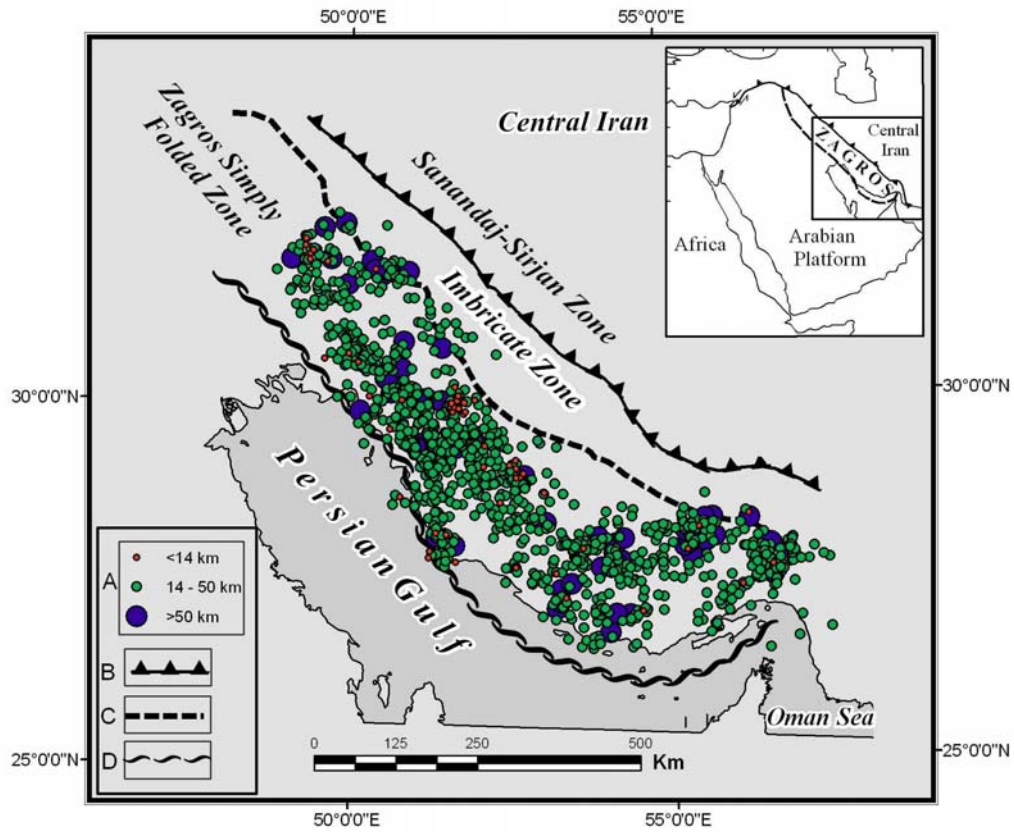 50°0'0"E
55°0'0"E
Zagros Simply
Folded Zone
Central Iran
Sanandaj-Sirjan Zone
Imbricate Zone
ZAGROS
Central
Iran
Africa
Arabian
Platform
30°0'0"N
30°0'0"N
Persian Gulf
A
<14 km
14 - 50 km
>50 km
B
C
D
Oman Sea
0
125
250
500
Km
25°0'0"N
25°0'0"N
50°0'0"E
55°0'0"E